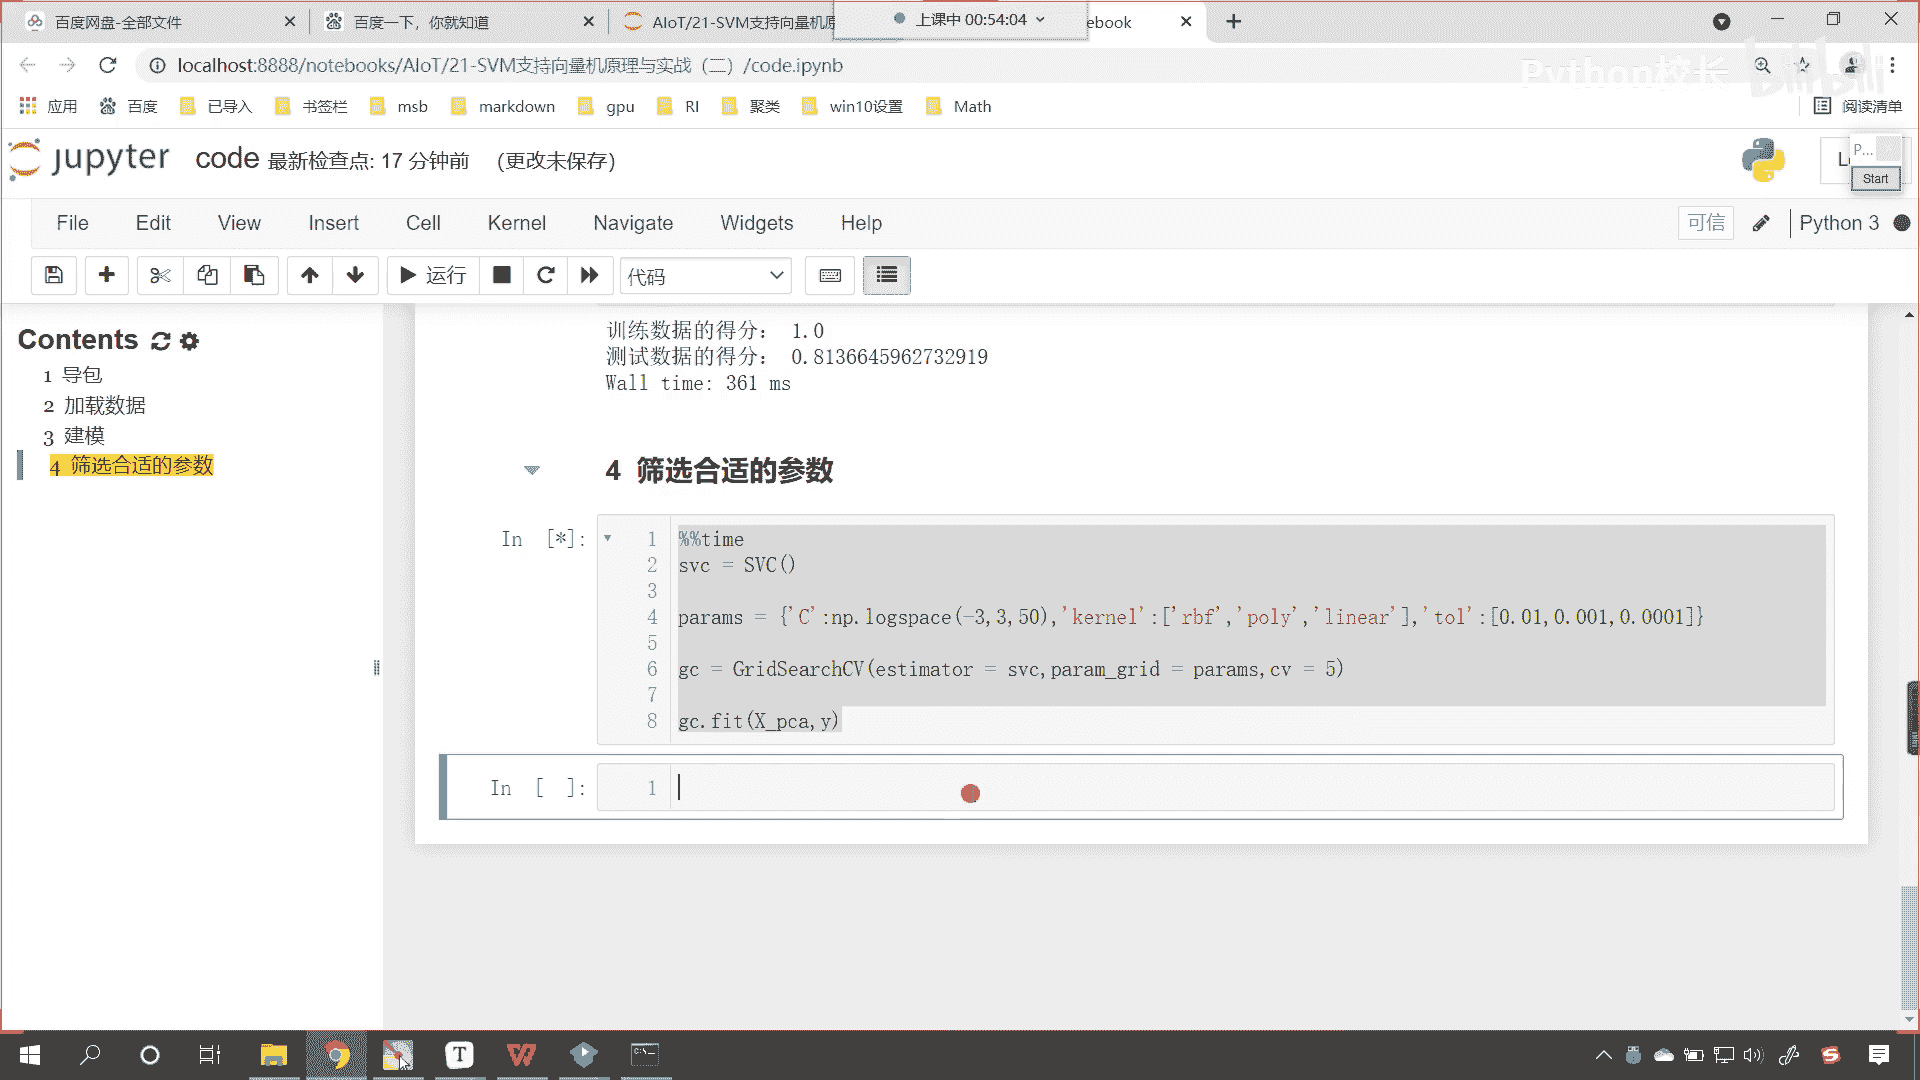 百度网盘-全部文件
百度一下，你就知道
AIoT/21-SVM支持向量机原
上课中 00:54:04
ebook
localhost:8888/notebooks/AIoT/21-SVM支持向量机原理与实战（二）/code.ipynb
Python校长
bilibili
应用
百度
已导入
书签栏
msb
markdown
gpu
RI
聚类
win10设置
Math
阅读清单
jupyter code 最新检查点: 17 分钟前 (更改未保存)
P...
Start
File Edit View Insert Cell Kernel Navigate Widgets Help
可信
Python 3
运行
代码
Contents
1 导包
2 加载数据
3 建模
4 筛选合适的参数
训练数据的得分： 1.0
测试数据的得分： 0.8136645962732919
Wall time: 361 ms
4 筛选合适的参数
In [*]:
1 %%time
2 svc = SVC()
3
4 params = {'C':np.logspace(-3,3,50),'kernel':['rbf','poly','linear'],'tol':[0.01,0.001,0.0001]}
5
6 gc = GridSearchCV(estimator = svc,param_grid = params,cv = 5)
7
8 gc.fit(X_pca,y)
In [ ]:
1